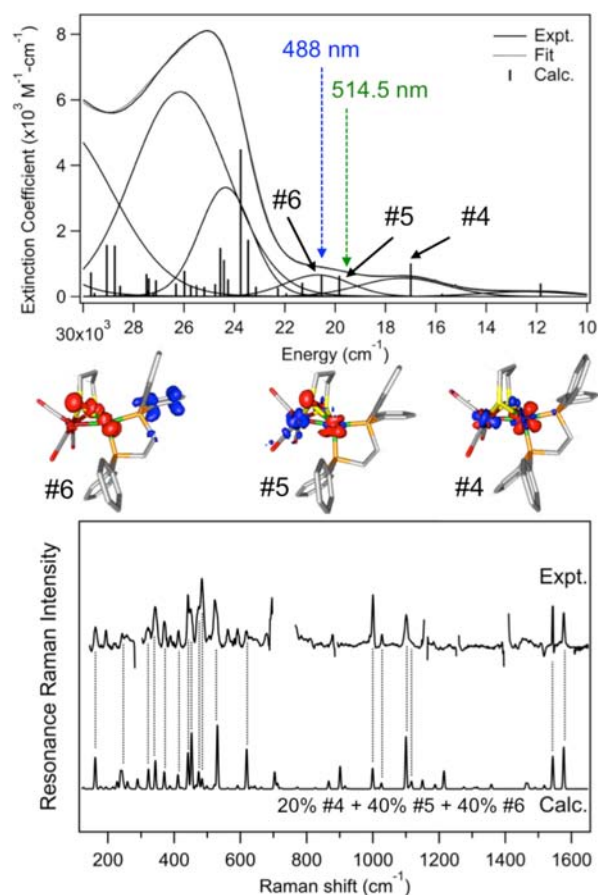 Extinction Coefficient (x10³ M⁻¹-cm⁻¹)
8
6
4
2
0
Expt.
Fit
Calc.
488 nm
514.5 nm
#6
#5
#4
30x10³ 28 26 24 22 20 18 16 14 12 10
Energy (cm⁻¹)
#6 #5 #4
Resonance Raman Intensity
Expt.
20% #4 + 40% #5 + 40% #6 Calc.
200 400 600 800 1000 1200 1400 1600
Raman shift (cm⁻¹)